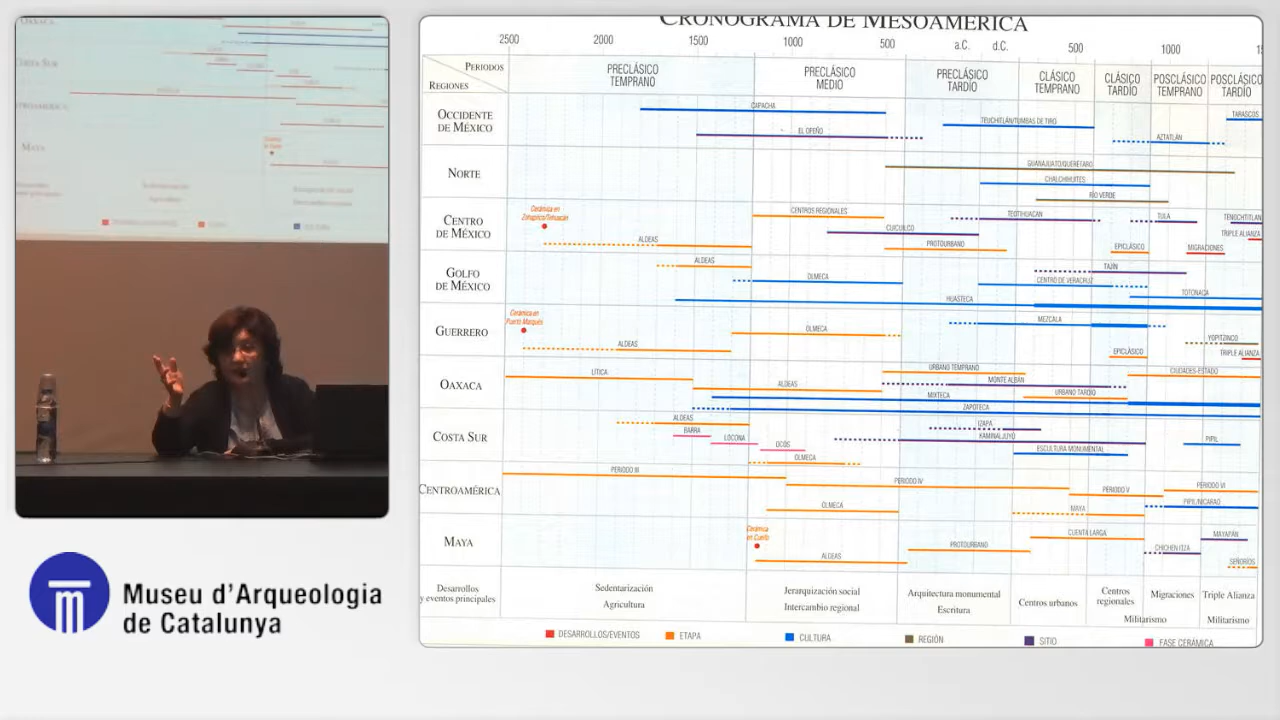 OAXACA
COSTA SUR
MAYA
Museu d'Arqueologia
de Catalunya
CRONOGRAMA DE MESOAMERICA
2500 2000 1500 1000 500 a.C. d.C. 500 1000
PERIODOS
REGIONES
PRECLÁSICO TEMPRANO
PRECLÁSICO MEDIO
PRECLÁSICO TARDÍO
CLÁSICO TEMPRANO
CLÁSICO TARDÍO
POSCLÁSICO TEMPRANO
POSCLÁSICO TARDÍO
OCCIDENTE DE MÉXICO
CAPACHA
EL OPEÑO
TEUCHITLÁN/TUMBAS DE TIRO
AZTATLÁN
TARASCOS
NORTE
GUANAJUATO/QUERÉTARO
CHALCHIHUITES
RÍO VERDE
CENTRO DE MÉXICO
Cerámica en
Zohapilco/Tehuacán
ALDEAS
CENTROS REGIONALES
CUICUILCO
PROTOURBANO
TEOTIHUACAN
EPICLÁSICO
TULA
MIGRACIONES
TENOCHTITLAN
TRIPLE ALIANZA
GOLFO DE MÉXICO
ALDEAS
OLMECA
HUASTECA
TAJÍN
CENTRO DE VERACRUZ
TOTONACA
GUERRERO
Cerámica en
Puerto Marqués
ALDEAS
OLMECA
MEZCALA
EPICLÁSICO
YOPITZINCO
TRIPLE ALIANZA
OAXACA
LÍTICA
ALDEAS
URBANO TEMPRANO
MONTE ALBÁN
URBANO TARDÍO
CIUDADES-ESTADO
MIXTECA
ZAPOTECA
COSTA SUR
ALDEAS
BARRA
LOCONA
OCÓS
OLMECA
IZAPA
KAMINALJUYÚ
ESCULTURA MONUMENTAL
PIPIL
CENTROAMÉRICA
PERIODO III
PERIODO IV
PERIODO V
PERIODO VI
OLMECA
MAYA
PIPIL/NICARAO
MAYA
Cerámica
en Cuello
ALDEAS
PROTOURBANO
CUENTA LARGA
CHICHEN ITZA
MAYAPÁN
SEÑORÍOS
Desarrollos
y eventos principales
Sedentarización
Agricultura
Jerarquización social
Intercambio regional
Arquitectura monumental
Escritura
Centros urbanos
Centros regionales
Migraciones
Militarismo
Triple Alianza
Militarismo
DESARROLLOS/EVENTOS
ETAPA
CULTURA
REGIÓN
SITIO
FASE CERÁMICA